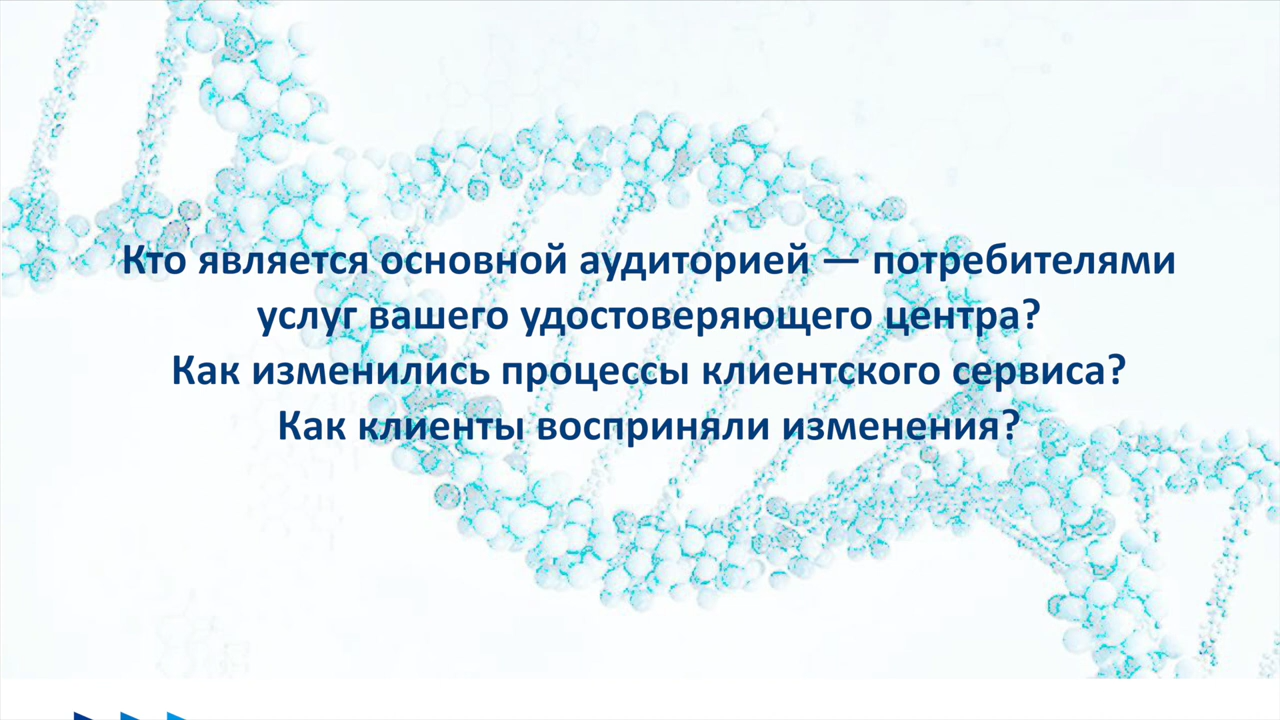 Кто является основной аудиторией — потребителями
услуг вашего удостоверяющего центра?
Как изменились процессы клиентского сервиса?
Как клиенты восприняли изменения?